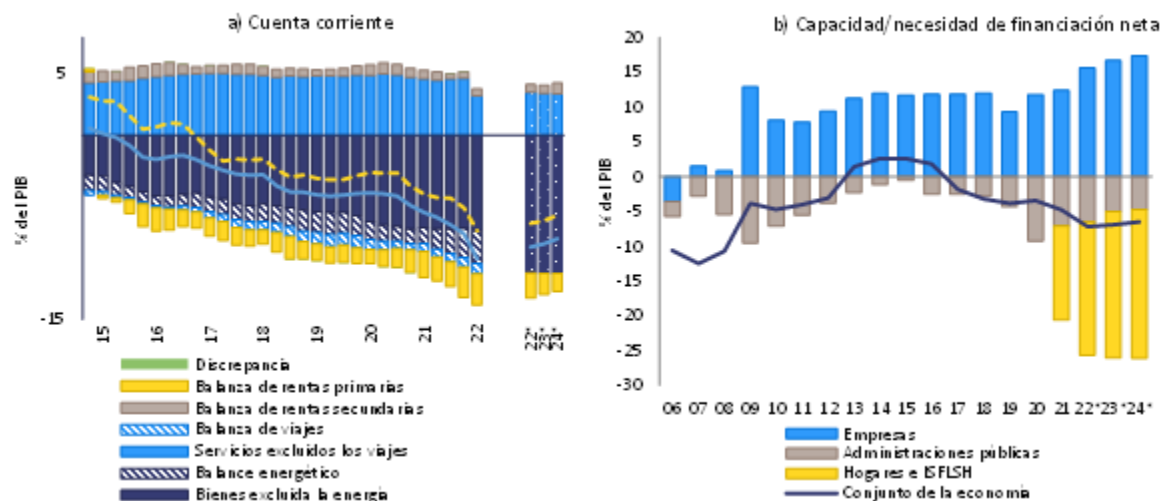 a) Cuenta corriente
5
% del PIB
-15
15 16 17 18 19 20 21 22 22* 23* 24*
Discrepancia
Balanza de rentas primarias
Balanza de rentas secundarias
Balanza de viajes
Servicios excluidos los viajes
Balance energético
Bienes excluida la energía
b) Capacidad/necesidad de financiación neta
20
15
10
5
0
-5
-10
-15
-20
-25
-30
% del PIB
06 07 08 09 10 11 12 13 14 15 16 17 18 19 20 21 22* 23* 24*
Empresas
Administraciones públicas
Hogares e ISFLSH
Conjunto de la economía